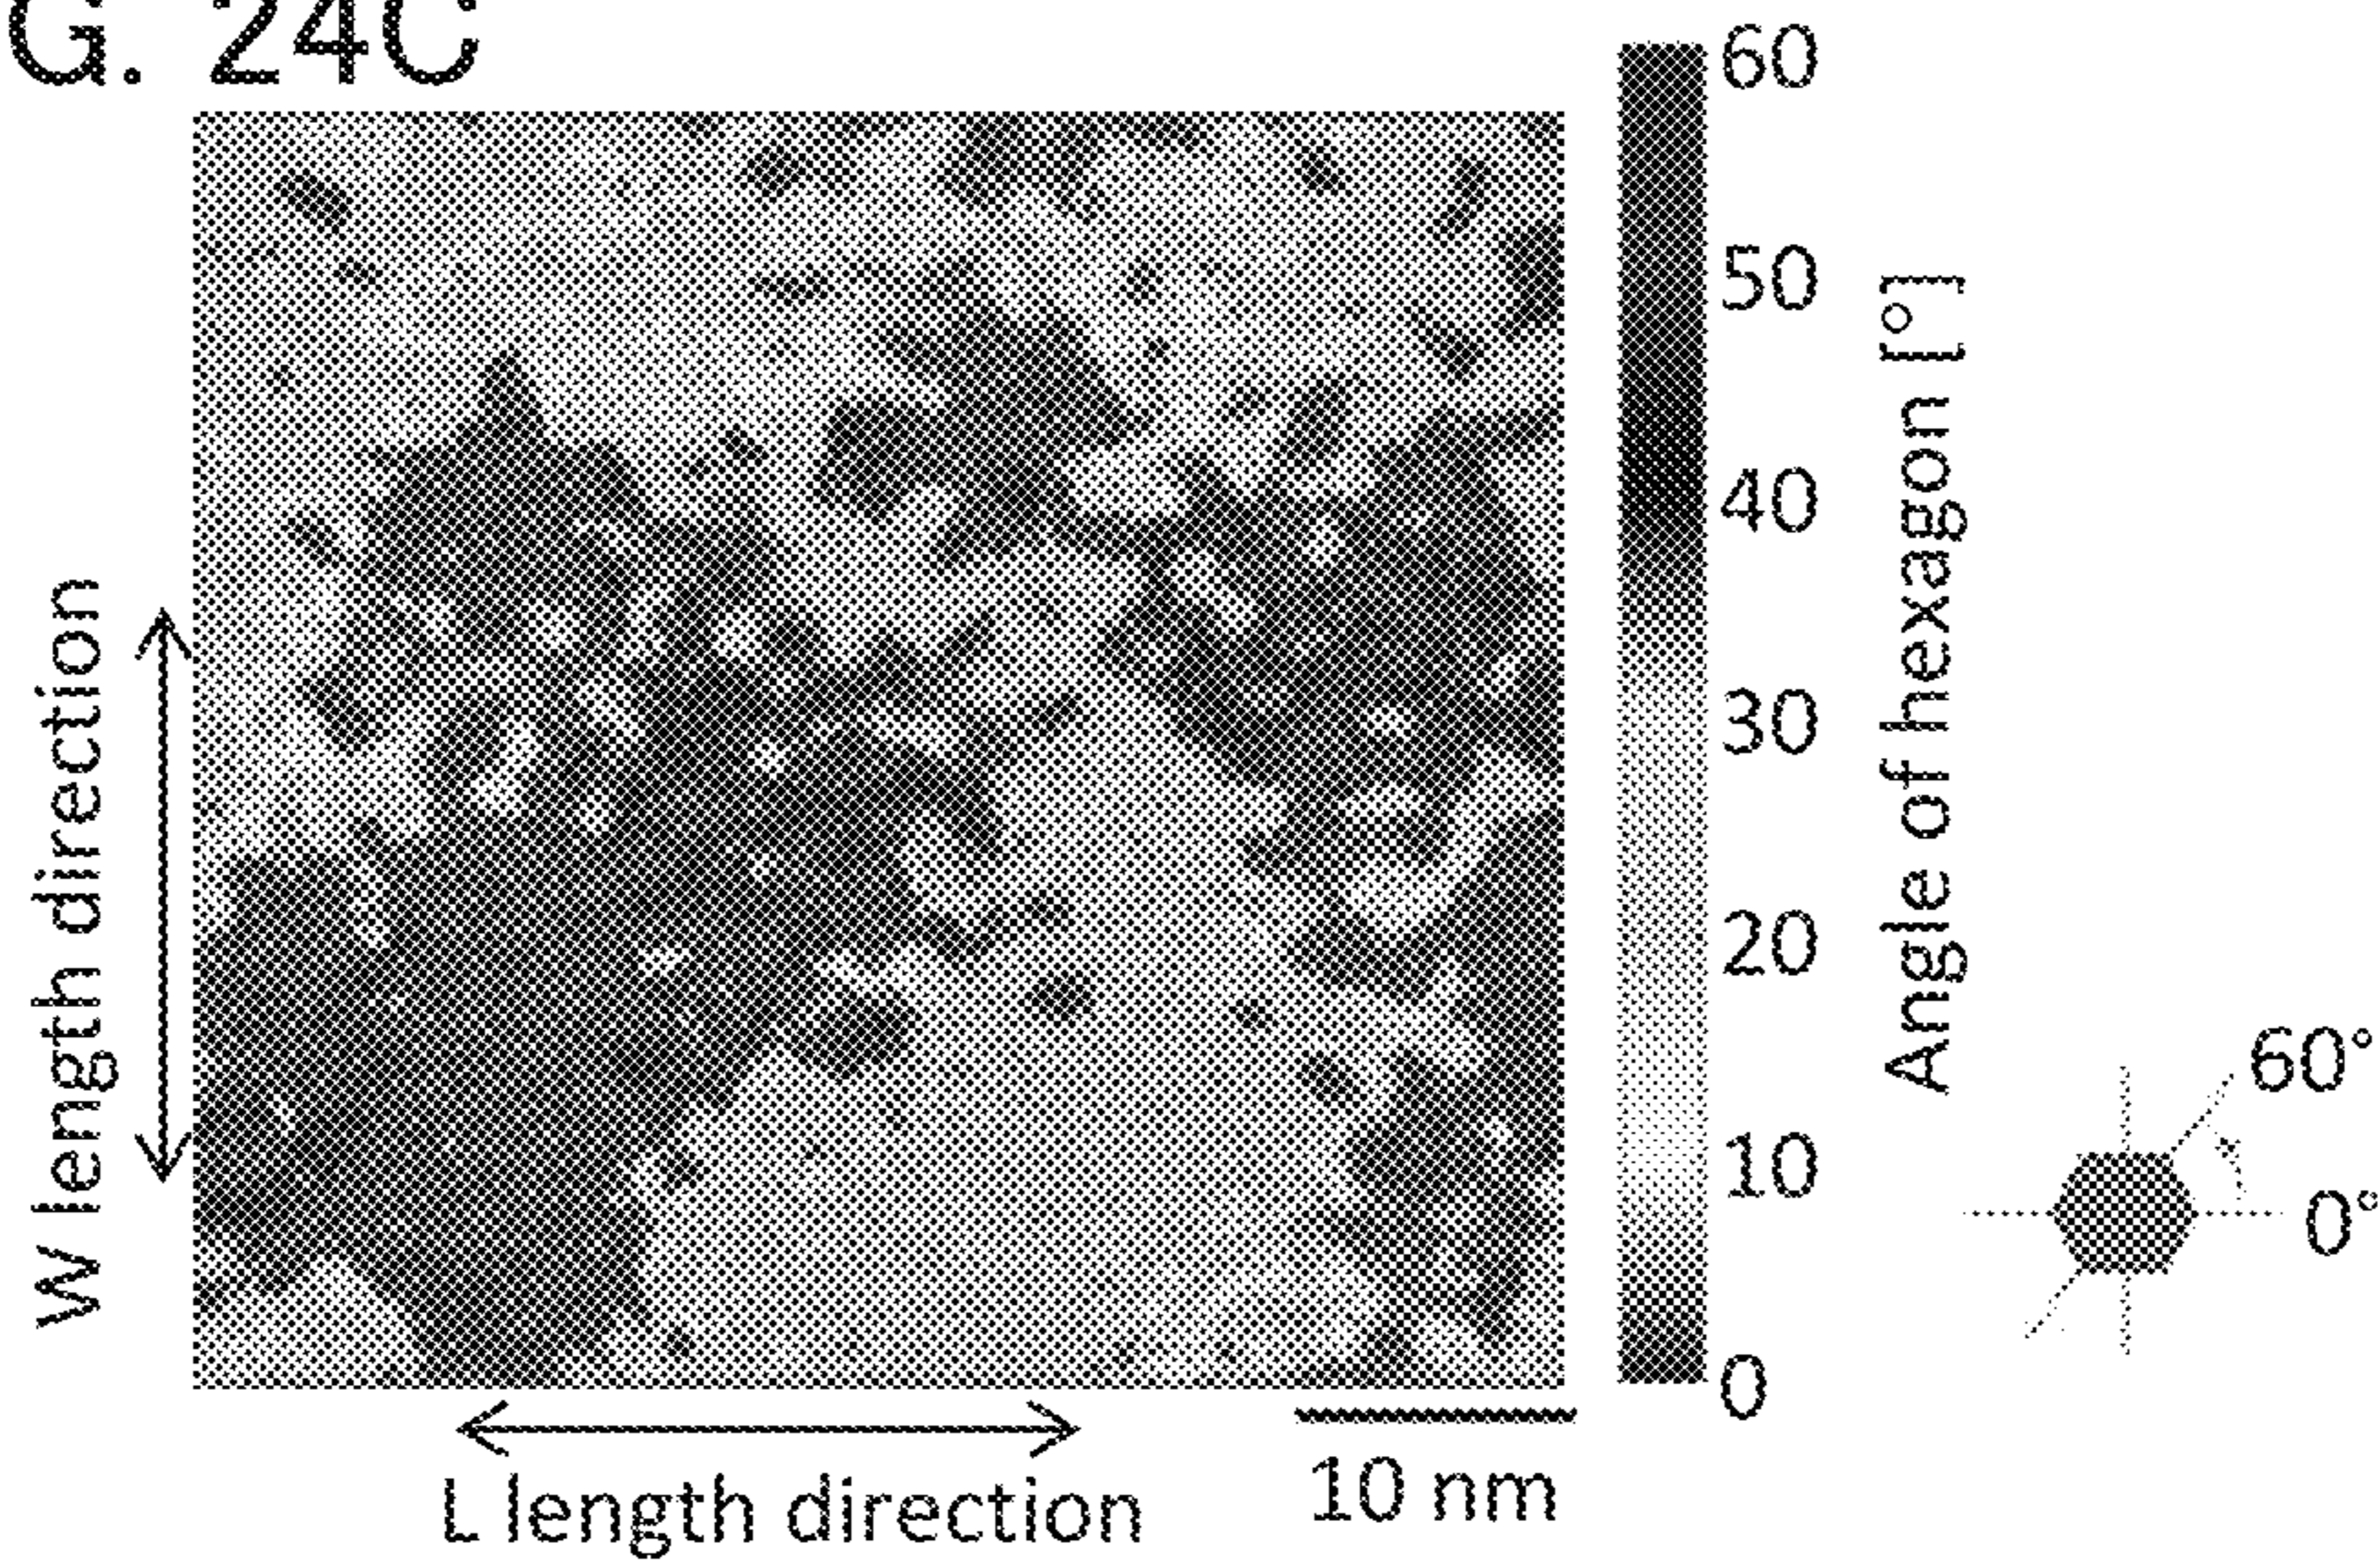 G. 24C
60
50
40
30
20
10
0
Angle of hexagon [°]
60°
0°
W length direction
L length direction
10 nm